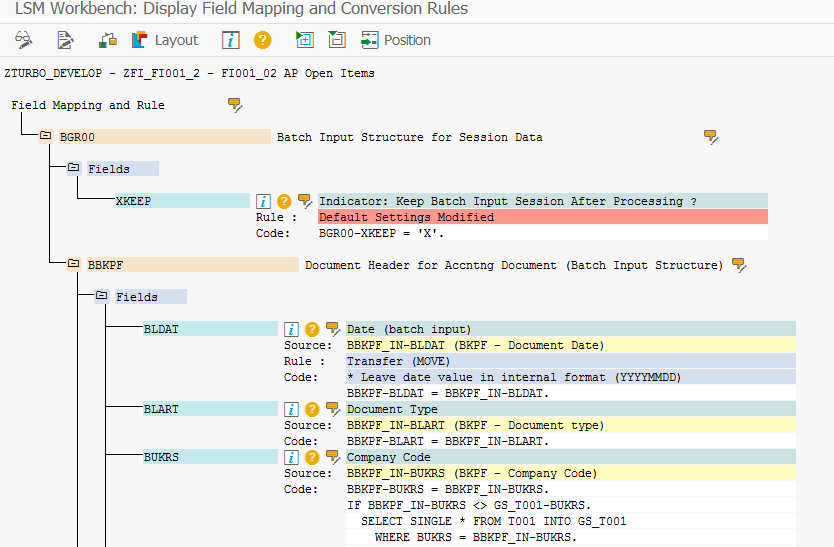 LSM Workbench: Display Field Mapping and Conversion Rules
Layout Position
ZTURBO_DEVELOP - ZFI_FI001_2 - FI001_02 AP Open Items
Field Mapping and Rule
BGR00 Batch Input Structure for Session Data
Fields
XKEEP Indicator: Keep Batch Input Session After Processing ?
Rule : Default Settings Modified
Code: BGR00-XKEEP = 'X'.
BBKPF Document Header for Accntng Document (Batch Input Structure)
Fields
BLDAT Date (batch input)
Source: BBKPF_IN-BLDAT (BKPF - Document Date)
Rule : Transfer (MOVE)
Code: * Leave date value in internal format (YYYYMMDD)
BBKPF-BLDAT = BBKPF_IN-BLDAT.
BLART Document Type
Source: BBKPF_IN-BLART (BKPF - Document type)
Code: BBKPF-BLART = BBKPF_IN-BLART.
BUKRS Company Code
Source: BBKPF_IN-BUKRS (BKPF - Company Code)
Code: BBKPF-BUKRS = BBKPF_IN-BUKRS.
IF BBKPF_IN-BUKRS <> GS_T001-BUKRS.
SELECT SINGLE * FROM T001 INTO GS_T001
WHERE BUKRS = BBKPF_IN-BUKRS.